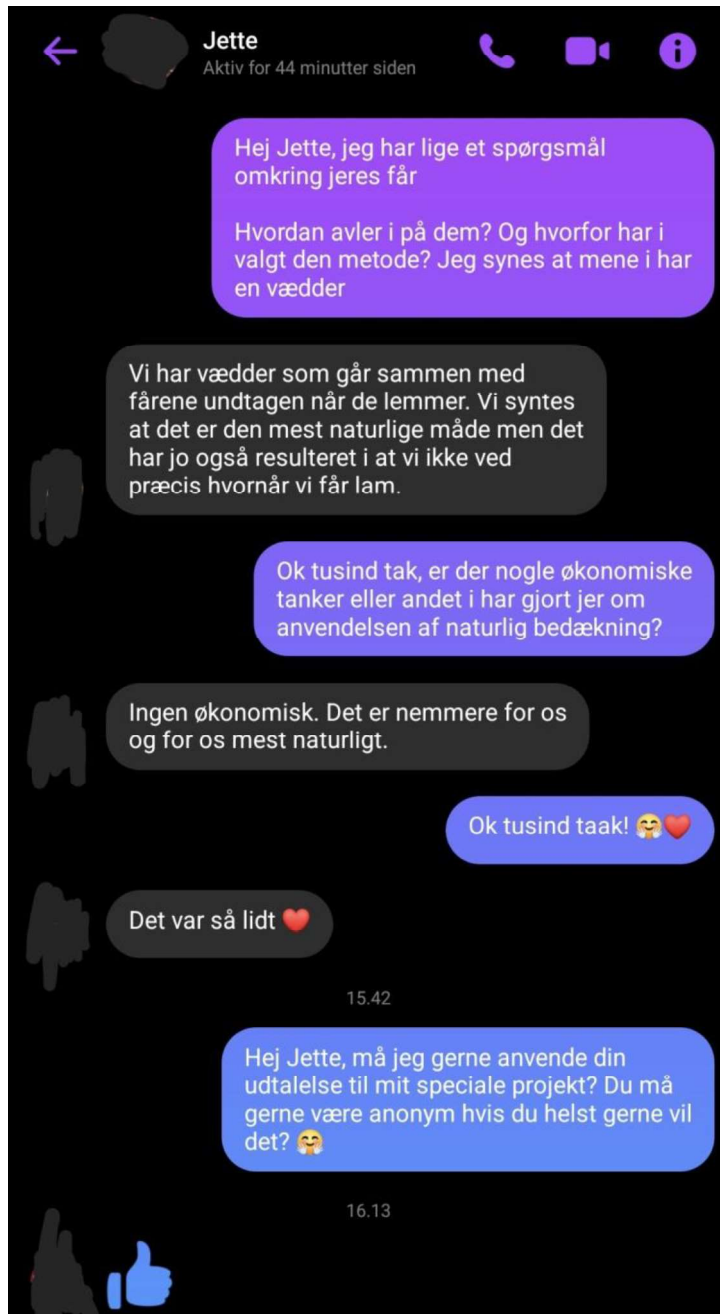 Jette
Aktiv for 44 minutter siden
Hej Jette, jeg har lige et spørgsmål
omkring jeres får
Hvordan avler i på dem? Og hvorfor har i
valgt den metode? Jeg synes at mene i har
en vædder
Vi har vædder som går sammen med
fårene undtagen når de lemmer. Vi syntes
at det er den mest naturlige måde men det
har jo også resulteret i at vi ikke ved
præcis hvornår vi får lam.
Ok tusind tak, er der nogle økonomiske
tanker eller andet i har gjort jer om
anvendelsen af naturlig bedækning?
Ingen økonomisk. Det er nemmere for os
og for os mest naturligt.
Ok tusind taak! 🤗❤️
Det var så lidt ❤️
15.42
Hej Jette, må jeg gerne anvende din
udtalelse til mit speciale projekt? Du må
gerne være anonym hvis du helst gerne vil
det? 🤗
16.13